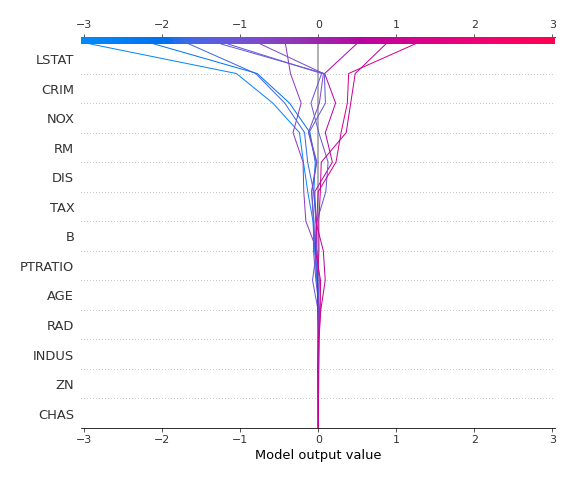 −3 −2 −1 0 1 2 3
LSTAT
CRIM
NOX
RM
DIS
TAX
B
PTRATIO
AGE
RAD
INDUS
ZN
CHAS
−3 −2 −1 0 1 2 3
Model output value